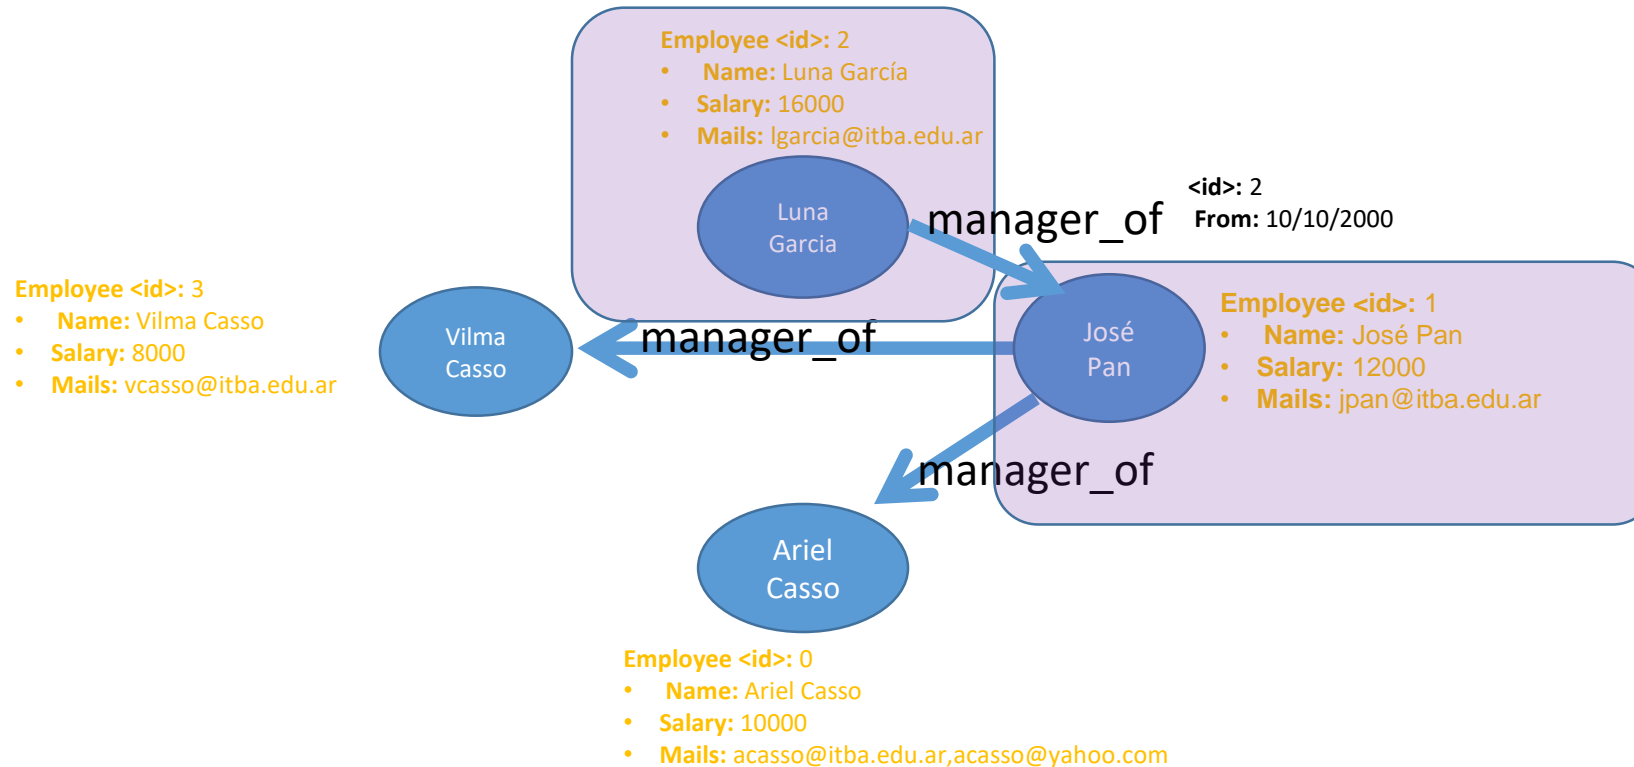 Employee <id>: 2
• Name: Luna García
• Salary: 16000
• Mails: lgarcia@itba.edu.ar
Luna
Garcia
manager_of
<id>: 2
From: 10/10/2000
Employee <id>: 3
• Name: Vilma Casso
• Salary: 8000
• Mails: vcasso@itba.edu.ar
Vilma
Casso
manager_of
José
Pan
Employee <id>: 1
• Name: José Pan
• Salary: 12000
• Mails: jpan@itba.edu.ar
manager_of
Ariel
Casso
Employee <id>: 0
• Name: Ariel Casso
• Salary: 10000
• Mails: acasso@itba.edu.ar,acasso@yahoo.com